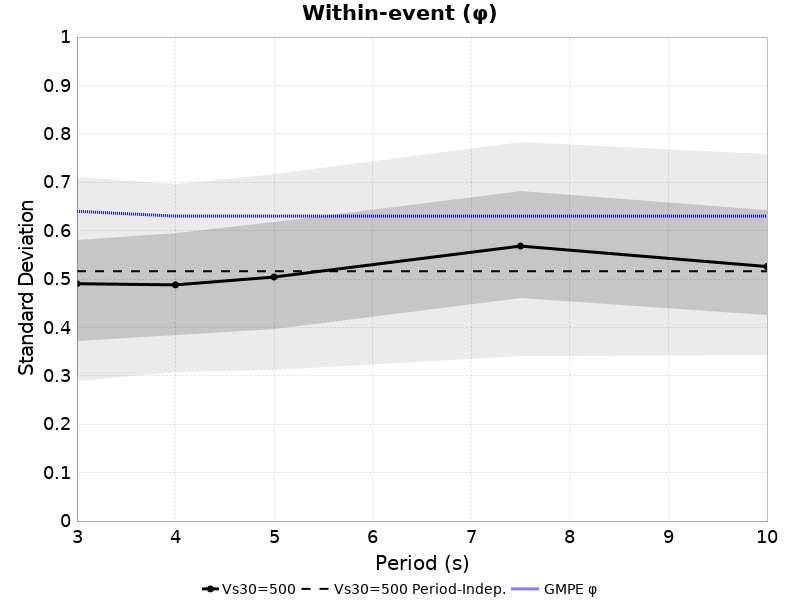 Within-event (φ)
1
0.9
0.8
0.7
0.6
0.5
0.4
0.3
0.2
0.1
0
Standard Deviation
3 4 5 6 7 8 9 10
Period (s)
Vs30=500 Vs30=500 Period-Indep. GMPE φ